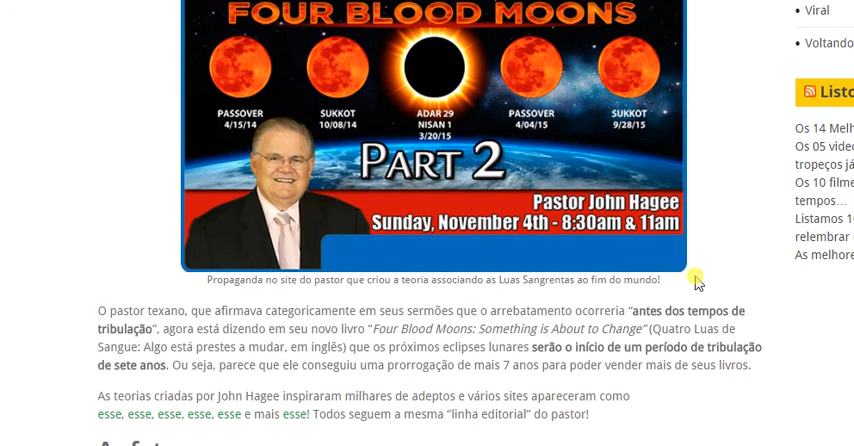 FOUR BLOOD MOONS
PASSOVER
4/15/14
SUKKOT
10/08/14
ADAR 29
NISAN 1
3/20/15
PASSOVER
4/04/15
SUKKOT
9/28/15
PART 2
Pastor John Hagee
Sunday, November 4th - 8:30am & 11am
Propaganda no site do pastor que criou a teoria associando as Luas Sangrentas ao fim do mundo!
O pastor texano, que afirmava categoricamente em seus sermões que o arrebatamento ocorreria “antes dos tempos de
tribulação”, agora está dizendo em seu novo livro “Four Blood Moons: Something is About to Change” (Quatro Luas de
Sangue: Algo está prestes a mudar, em inglês) que os próximos eclipses lunares serão o início de um período de tribulação
de sete anos. Ou seja, parece que ele conseguiu uma prorrogação de mais 7 anos para poder vender mais de seus livros.
As teorias criadas por John Hagee inspiraram milhares de adeptos e vários sites apareceram como
esse, esse, esse, esse, esse e mais esse! Todos seguem a mesma “linha editorial” do pastor!
Viral
Voltando
Os 14
Os 05
tropeços já
Os 10
tempos…
Listamos
relembrar
As